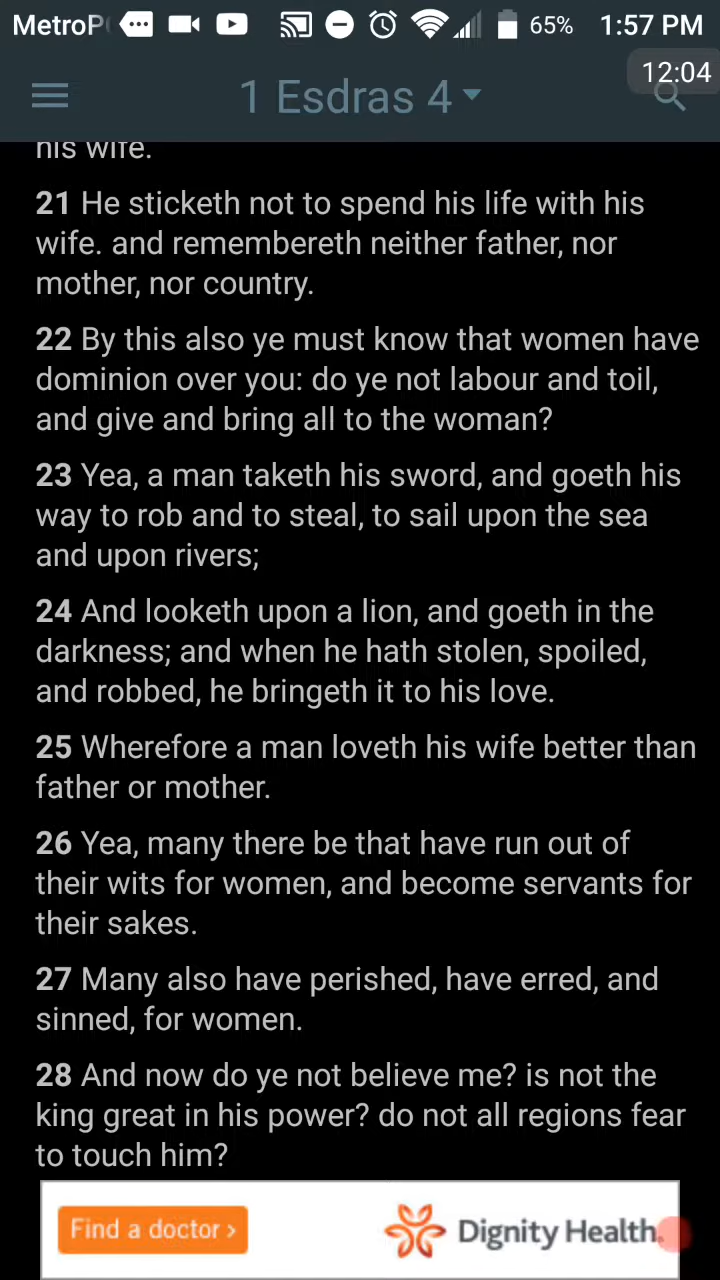 MetroP 65% 1:57 PM
12:04
1 Esdras 4
his wife.
21 He sticketh not to spend his life with his
wife. and remembereth neither father, nor
mother, nor country.
22 By this also ye must know that women have
dominion over you: do ye not labour and toil,
and give and bring all to the woman?
23 Yea, a man taketh his sword, and goeth his
way to rob and to steal, to sail upon the sea
and upon rivers;
24 And looketh upon a lion, and goeth in the
darkness; and when he hath stolen, spoiled,
and robbed, he bringeth it to his love.
25 Wherefore a man loveth his wife better than
father or mother.
26 Yea, many there be that have run out of
their wits for women, and become servants for
their sakes.
27 Many also have perished, have erred, and
sinned, for women.
28 And now do ye not believe me? is not the
king great in his power? do not all regions fear
to touch him?
Find a doctor › Dignity Health.